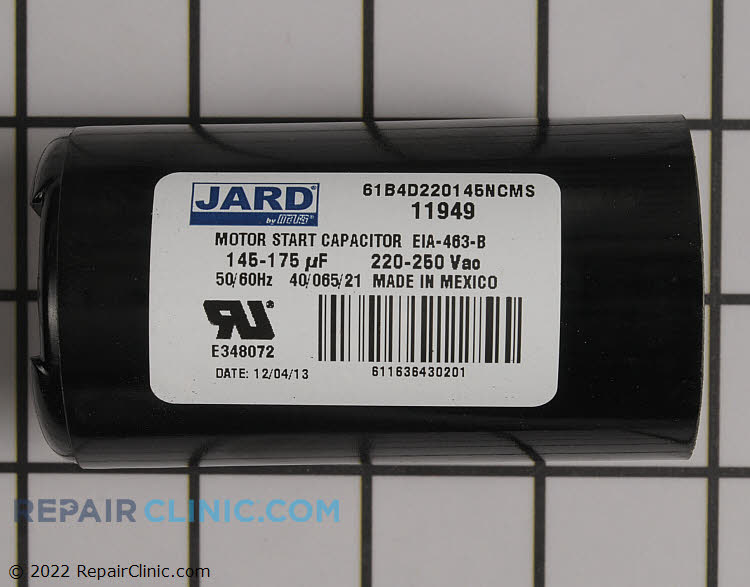 JARD®
by MARS®
61B4D220145NCMS
11949
MOTOR START CAPACITOR EIA-463-B
145-175 µF 220-250 Vac
50/60Hz 40/065/21 MADE IN MEXICO
E348072
DATE: 12/04/13
611636430201
REPAIRCLINIC.COM
© 2022 RepairClinic.com